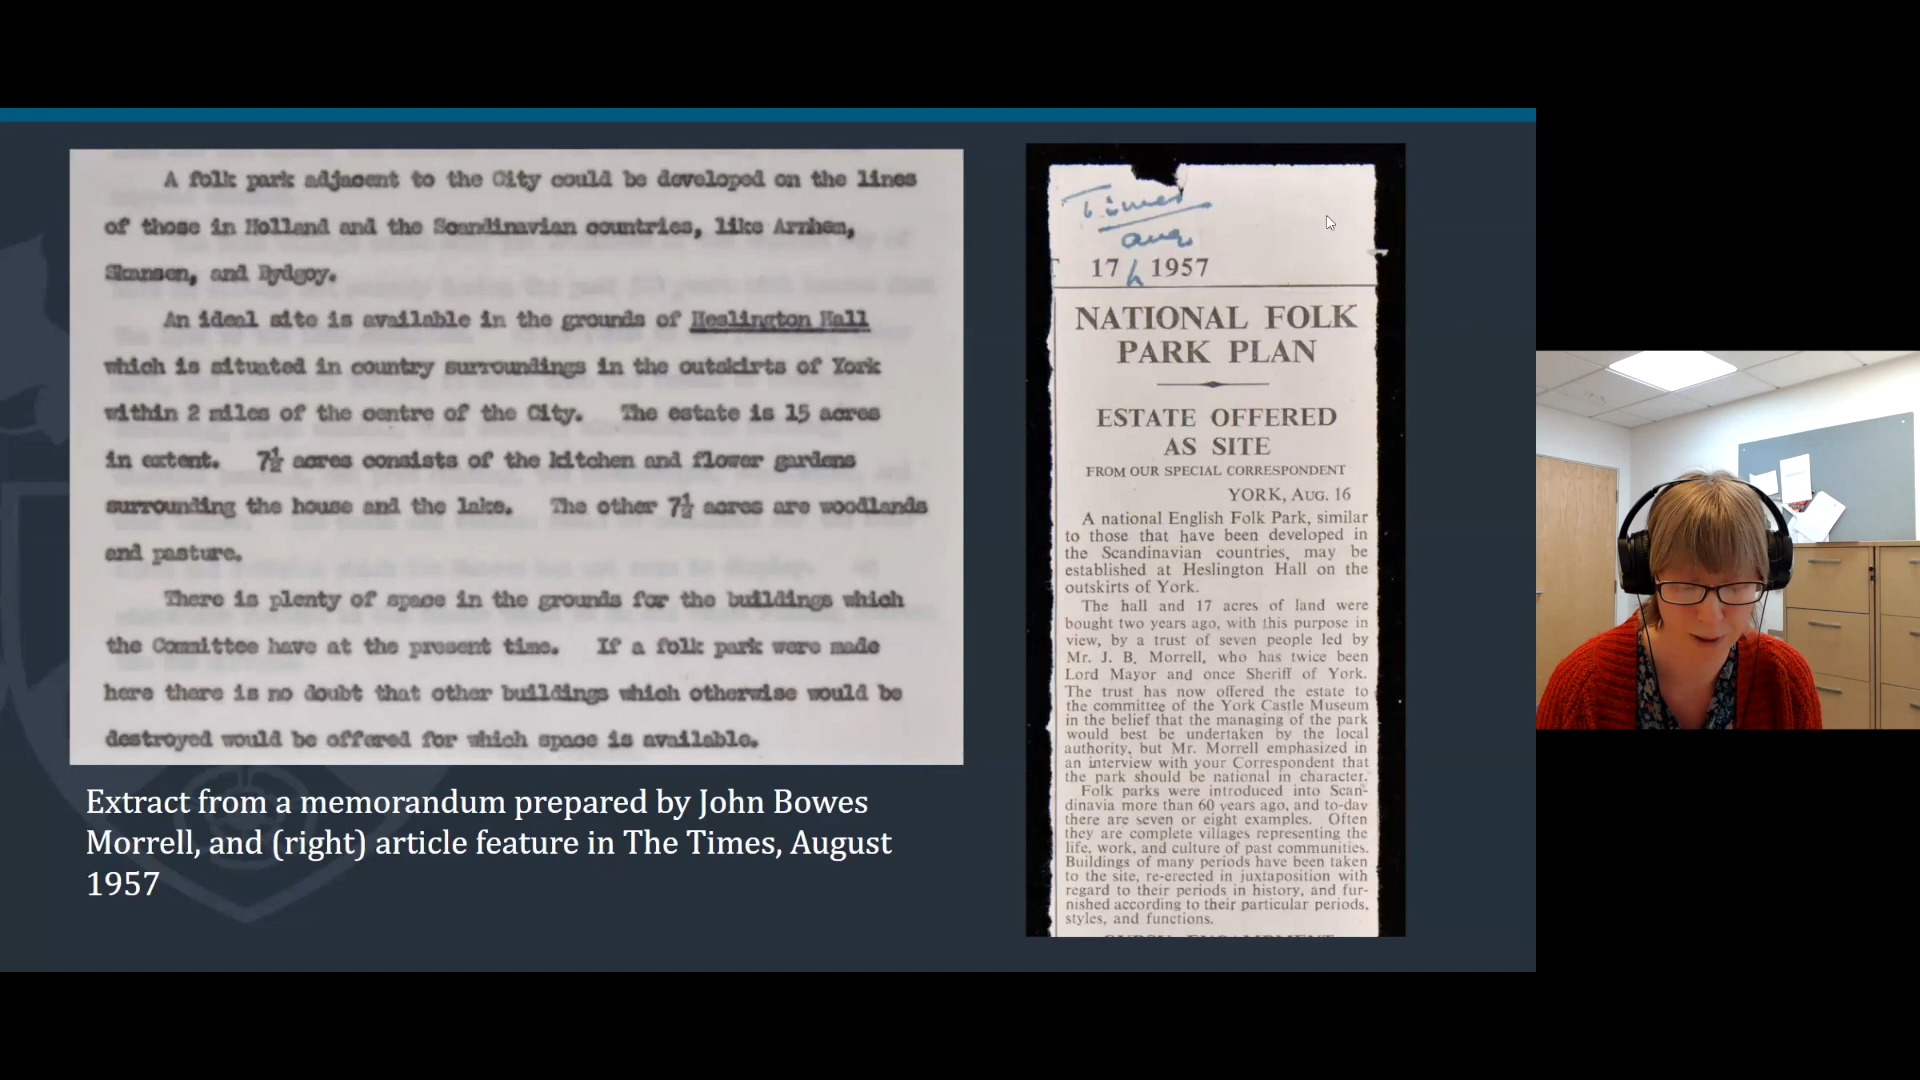 A folk park adjacent to the City could be developed on the lines
of those in Holland and the Scandinavian countries, like Arnhem,
Skansen, and Bydgoy.
An ideal site is available in the grounds of Heslington Hall
which is situated in country surroundings in the outskirts of York
within 2 miles of the centre of the City. The estate is 15 acres
in extent. 7½ acres consists of the kitchen and flower gardens
surrounding the house and the lake. The other 7½ acres are woodlands
and pasture.
There is plenty of space in the grounds for the buildings which
the Committee have at the present time. If a folk park were made
here there is no doubt that other buildings which otherwise would be
destroyed would be offered for which space is available.
Extract from a memorandum prepared by John Bowes
Morrell, and (right) article feature in The Times, August
1957
Times
aug
17 h 1957
NATIONAL FOLK
PARK PLAN
ESTATE OFFERED
AS SITE
FROM OUR SPECIAL CORRESPONDENT
YORK, AUG. 16
A national English Folk Park, similar
to those that have been developed in
the Scandinavian countries, may be
established at Heslington Hall on the
outskirts of York.
The hall and 17 acres of land were
bought two years ago, with this purpose in
view, by a trust of seven people led by
Mr. J. B. Morrell, who has twice been
Lord Mayor and once Sheriff of York.
The trust has now offered the estate to
the committee of the York Castle Museum
in the belief that the managing of the park
would best be undertaken by the local
authority, but Mr. Morrell emphasized in
an interview with your Correspondent that
the park should be national in character.
Folk parks were introduced into Scan-
dinavia more than 60 years ago, and to-day
there are seven or eight examples. Often
they are complete villages representing the
life, work, and culture of past communities.
Buildings of many periods have been taken
to the site, re-erected in juxtaposition with
regard to their periods in history, and fur-
nished according to their particular periods,
styles, and functions.